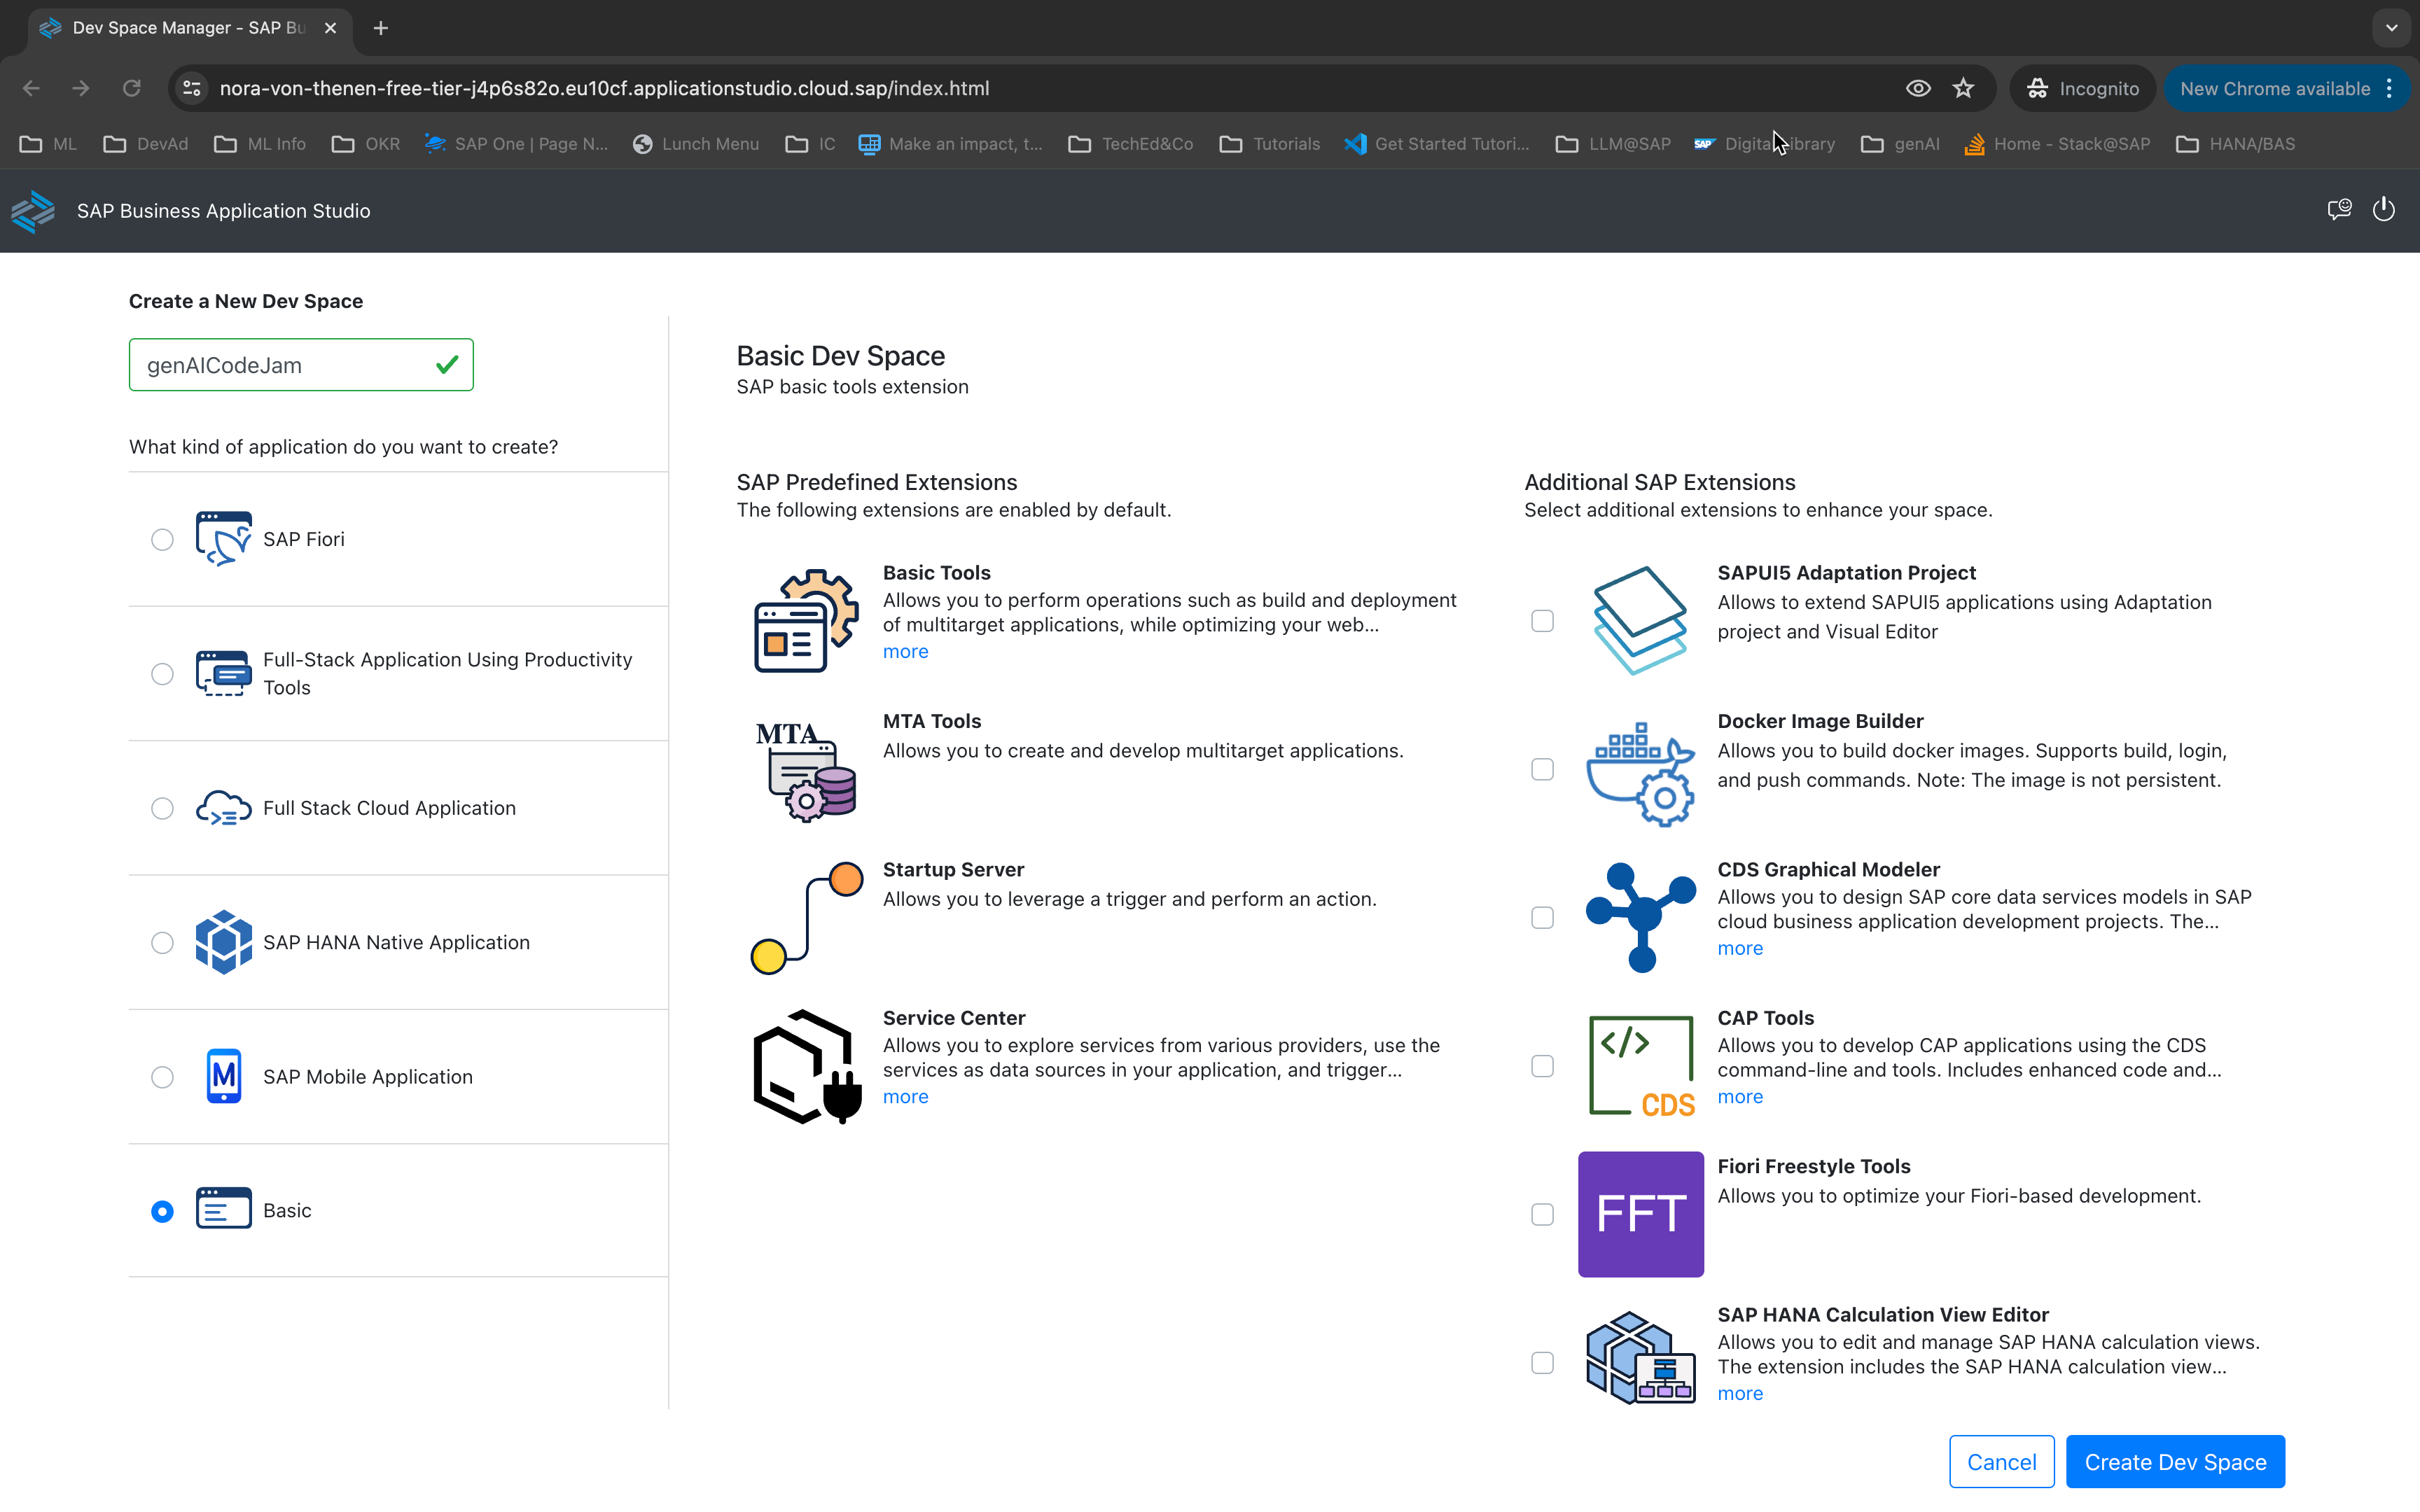 Dev Space Manager - SAP Bu
nora-von-thenen-free-tier-j4p6s82o.eu10cf.applicationstudio.cloud.sap/index.html
Incognito
New Chrome available
ML
DevAd
ML Info
OKR
SAP One | Page N...
Lunch Menu
IC
Make an impact, t...
TechEd&Co
Tutorials
Get Started Tutori...
LLM@SAP
SAP
Digital Library
genAI
Home - Stack@SAP
HANA/BAS
SAP Business Application Studio
Create a New Dev Space
genAICodeJam
What kind of application do you want to create?
SAP Fiori
Full-Stack Application Using Productivity
Tools
Full Stack Cloud Application
SAP HANA Native Application
M
SAP Mobile Application
Basic
Basic Dev Space
SAP basic tools extension
SAP Predefined Extensions
The following extensions are enabled by default.
Basic Tools
Allows you to perform operations such as build and deployment
of multitarget applications, while optimizing your web...
more
MTA
MTA Tools
Allows you to create and develop multitarget applications.
Startup Server
Allows you to leverage a trigger and perform an action.
Service Center
Allows you to explore services from various providers, use the
services as data sources in your application, and trigger...
more
Additional SAP Extensions
Select additional extensions to enhance your space.
SAPUI5 Adaptation Project
Allows to extend SAPUI5 applications using Adaptation
project and Visual Editor
Docker Image Builder
Allows you to build docker images. Supports build, login,
and push commands. Note: The image is not persistent.
CDS Graphical Modeler
Allows you to design SAP core data services models in SAP
cloud business application development projects. The...
more
</>
CDS
CAP Tools
Allows you to develop CAP applications using the CDS
command-line and tools. Includes enhanced code and...
more
FFT
Fiori Freestyle Tools
Allows you to optimize your Fiori-based development.
SAP HANA Calculation View Editor
Allows you to edit and manage SAP HANA calculation views.
The extension includes the SAP HANA calculation view...
more
Cancel
Create Dev Space